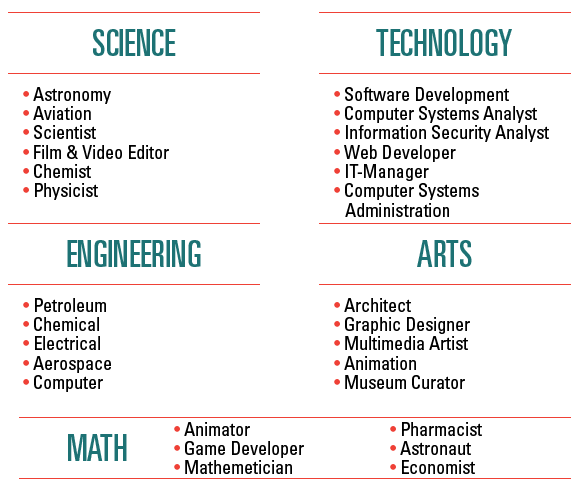 SCIENCE
• Astronomy
• Aviation
• Scientist
• Film & Video Editor
• Chemist
• Physicist
TECHNOLOGY
• Software Development
• Computer Systems Analyst
• Information Security Analyst
• Web Developer
• IT-Manager
• Computer Systems
Administration
ENGINEERING
• Petroleum
• Chemical
• Electrical
• Aerospace
• Computer
ARTS
• Architect
• Graphic Designer
• Multimedia Artist
• Animation
• Museum Curator
MATH
• Animator
• Game Developer
• Mathemetician
• Pharmacist
• Astronaut
• Economist